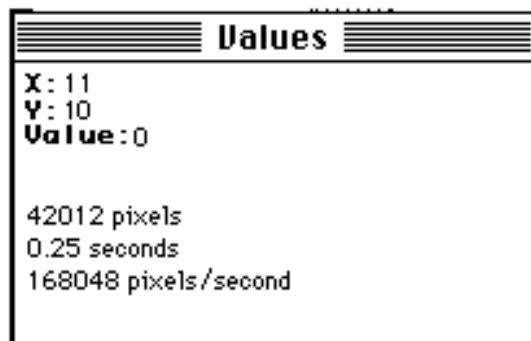 Values
X: 11
Y: 10
Value: 0
42012 pixels
0.25 seconds
168048 pixels/second